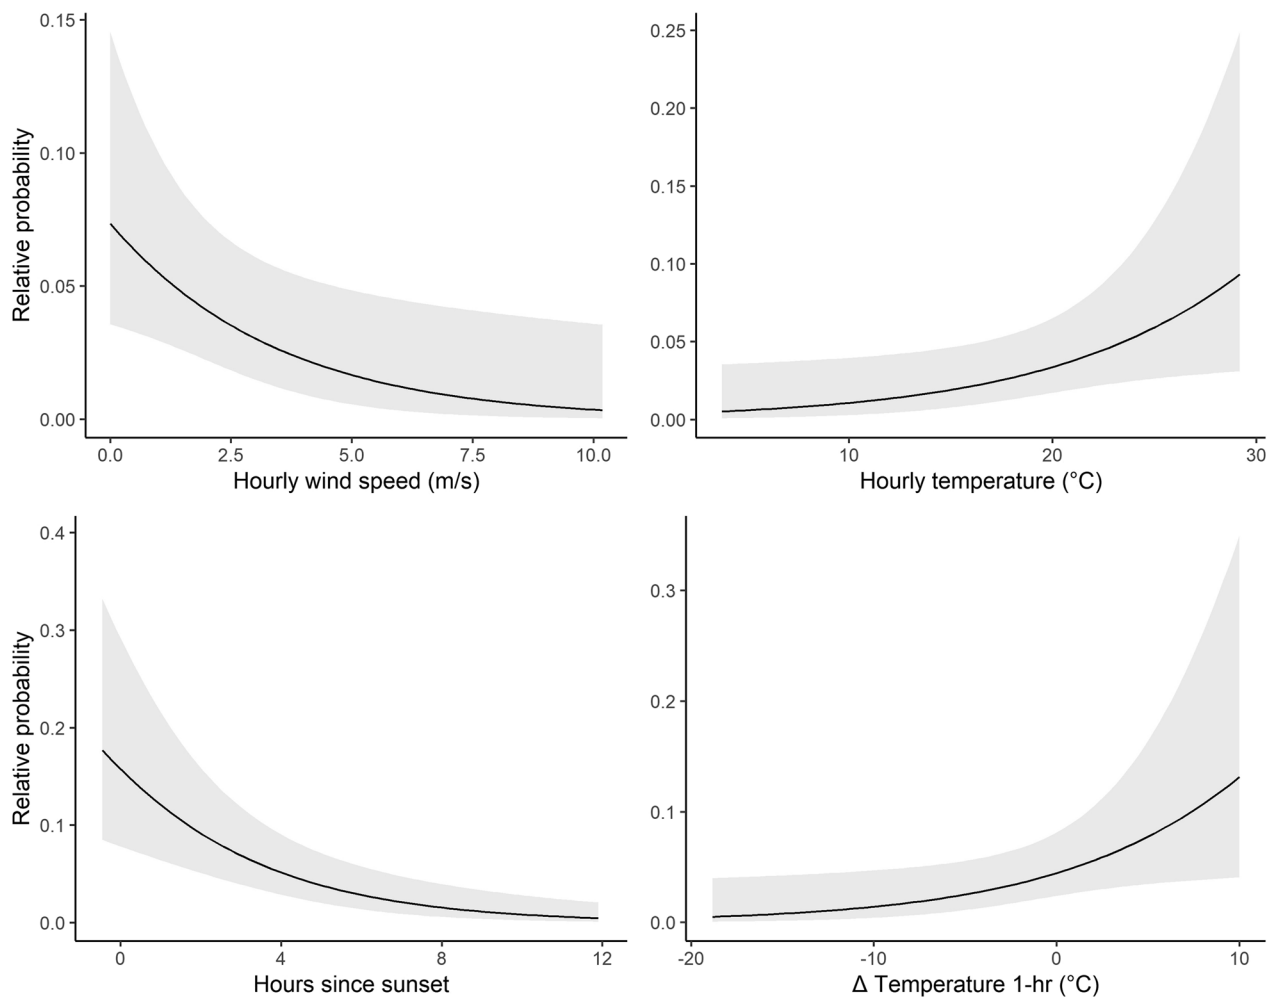 0.15
0.10
0.05
0.00
Relative probability
0.0 2.5 5.0 7.5 10.0
Hourly wind speed (m/s)
0.25
0.20
0.15
0.10
0.05
0.00
10 20 30
Hourly temperature (°C)
0.4
0.3
0.2
0.1
0.0
Relative probability
0 4 8 12
Hours since sunset
0.3
0.2
0.1
0.0
-20 -10 0 10
Δ Temperature 1-hr (°C)